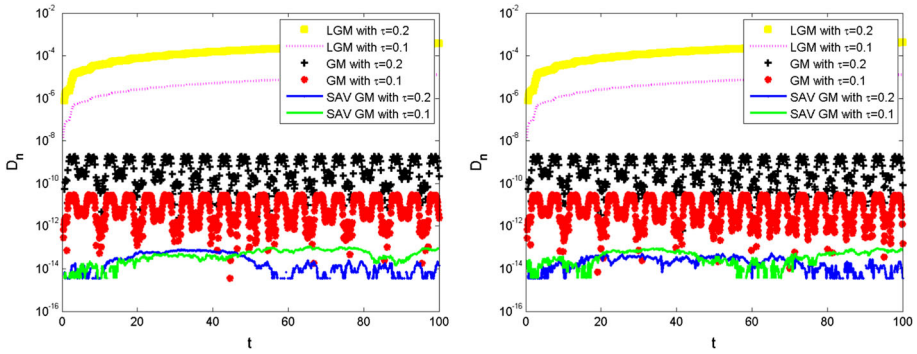 10^-2
10^-4
10^-6
10^-8
10^-10
10^-12
10^-14
10^-16
D_n
0 20 40 60 80 100
t
LGM with τ=0.2
LGM with τ=0.1
GM with τ=0.2
GM with τ=0.1
SAV GM with τ=0.2
SAV GM with τ=0.1
10^-2
10^-4
10^-6
10^-8
10^-10
10^-12
10^-14
10^-16
D_n
0 20 40 60 80 100
t
LGM with τ=0.2
LGM with τ=0.1
GM with τ=0.2
GM with τ=0.1
SAV GM with τ=0.2
SAV GM with τ=0.1